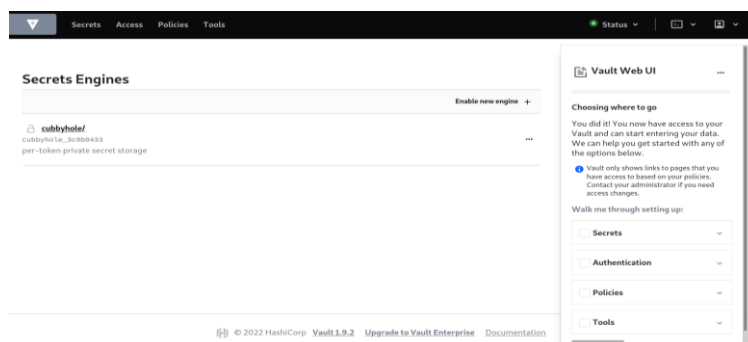 Secrets Access Policies Tools Status
Secrets Engines
Enable new engine +
cubbyhole/
cubbyhole_3c9b0433
per-token private secret storage
© 2022 HashiCorp Vault 1.9.2 Upgrade to Vault Enterprise Documentation
Vault Web UI
Choosing where to go
You did it! You now have access to your
Vault and can start entering your data.
We can help you get started with any of
the options below.
Vault only shows links to pages that you
have access to based on your policies.
Contact your administrator if you need
access changes.
Walk me through setting up:
Secrets
Authentication
Policies
Tools